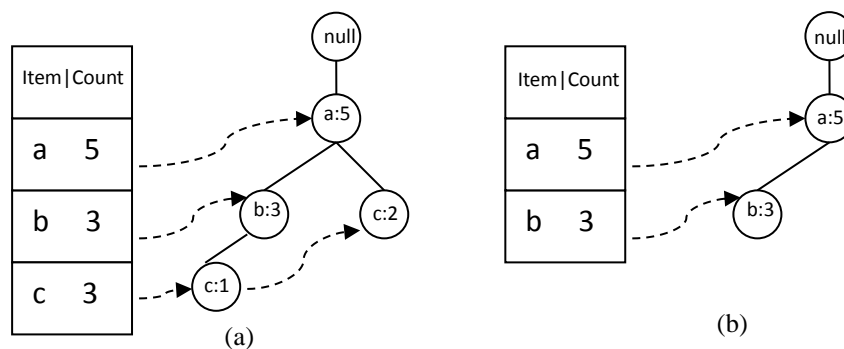 null
Item|Count
a:5
a 5
b 3
b:3
c:2
c 3
c:1
(a)
null
Item|Count
a:5
a 5
b 3
b:3
(b)